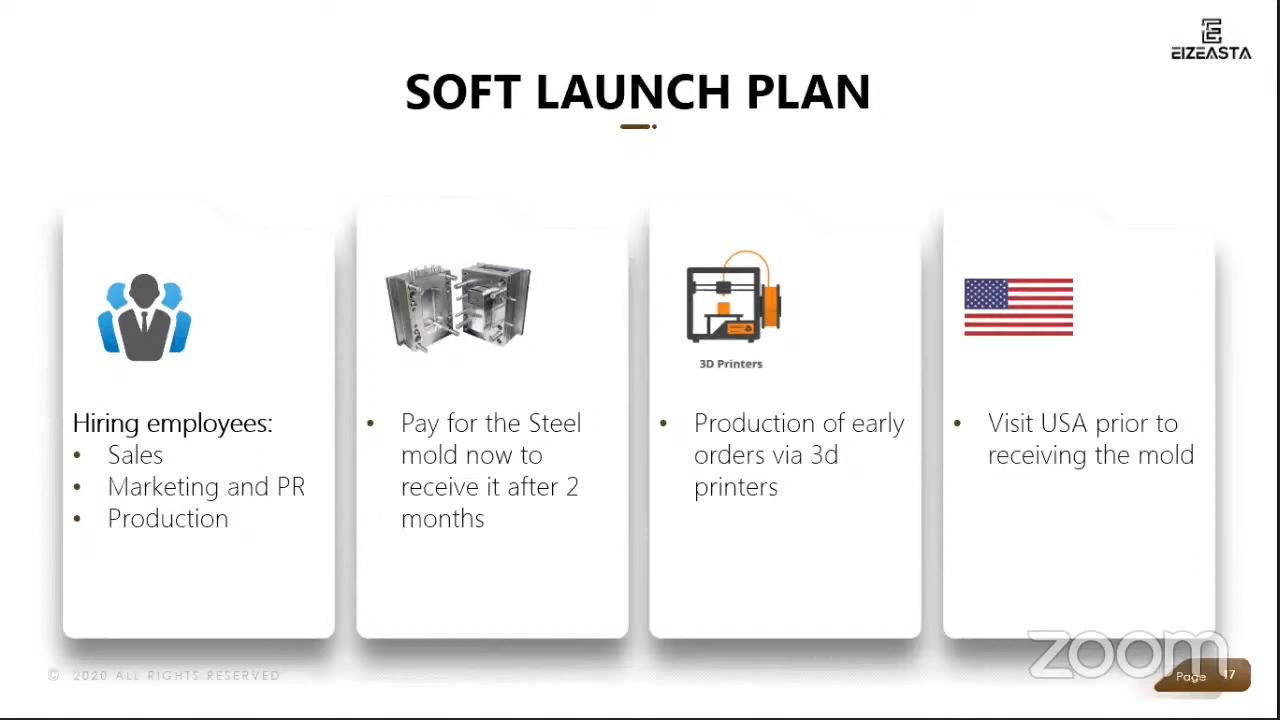 EIZEASTA
SOFT LAUNCH PLAN
3D Printers
Hiring employees:
• Sales
• Marketing and PR
• Production
• Pay for the Steel
mold now to
receive it after 2
months
• Production of early
orders via 3d
printers
• Visit USA prior to
receiving the mold
zoom
© 2020 ALL RIGHTS RESERVED
Page 17